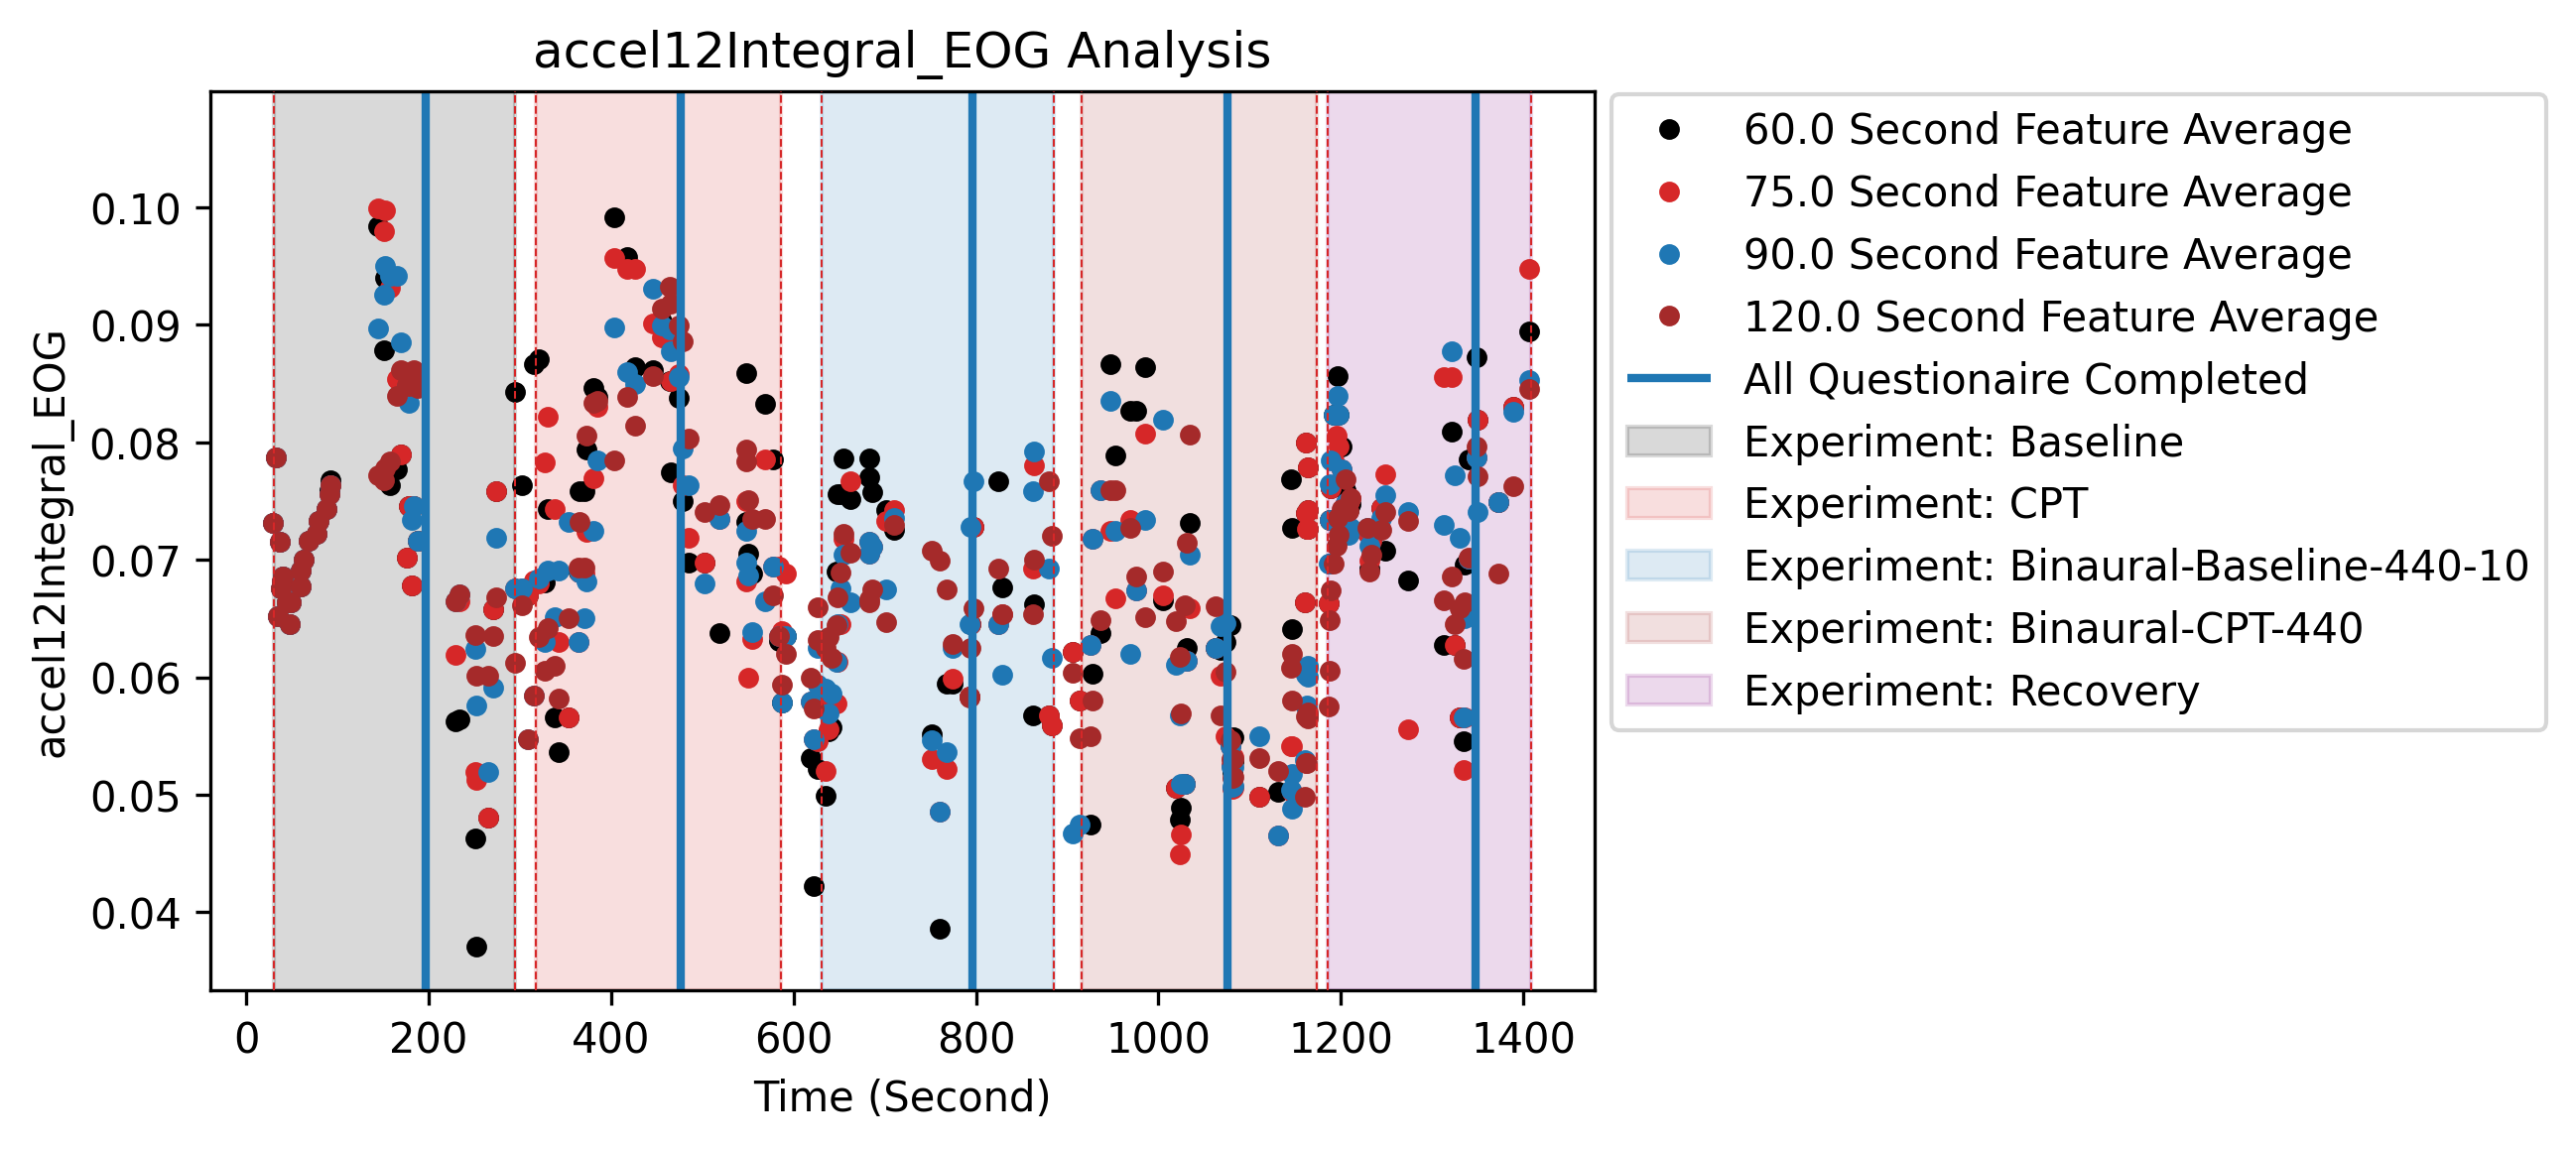 accel12Integral_EOG Analysis
accel12Integral_EOG
0.10
0.09
0.08
0.07
0.06
0.05
0.04
0 200 400 600 800 1000 1200 1400
Time (Second)
60.0 Second Feature Average
75.0 Second Feature Average
90.0 Second Feature Average
120.0 Second Feature Average
All Questionaire Completed
Experiment: Baseline
Experiment: CPT
Experiment: Binaural-Baseline-440-10
Experiment: Binaural-CPT-440
Experiment: Recovery